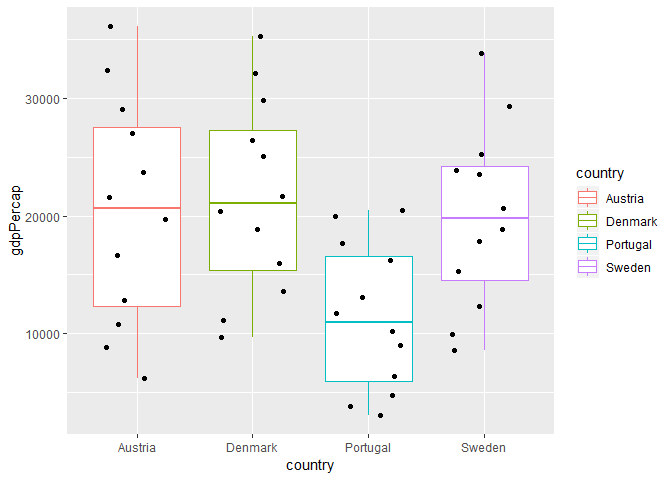 30000
20000
10000
gdpPercap
Austria
Denmark
Portugal
Sweden
country
country
Austria
Denmark
Portugal
Sweden